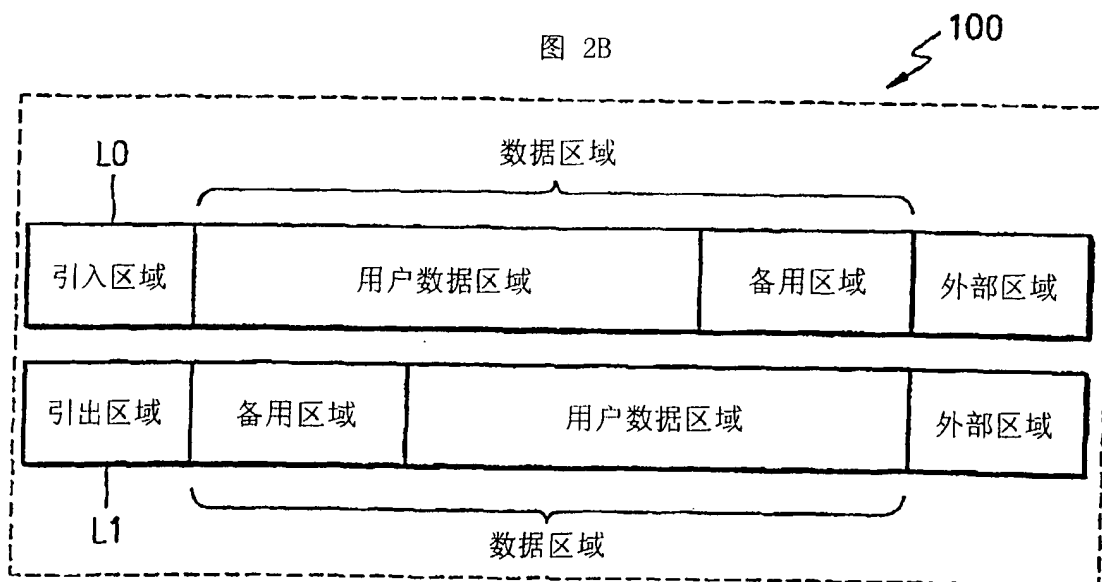 图 2B
100
数据区域
L0
引入区域 用户数据区域 备用区域 外部区域
引出区域 备用区域 用户数据区域 外部区域
L1
数据区域